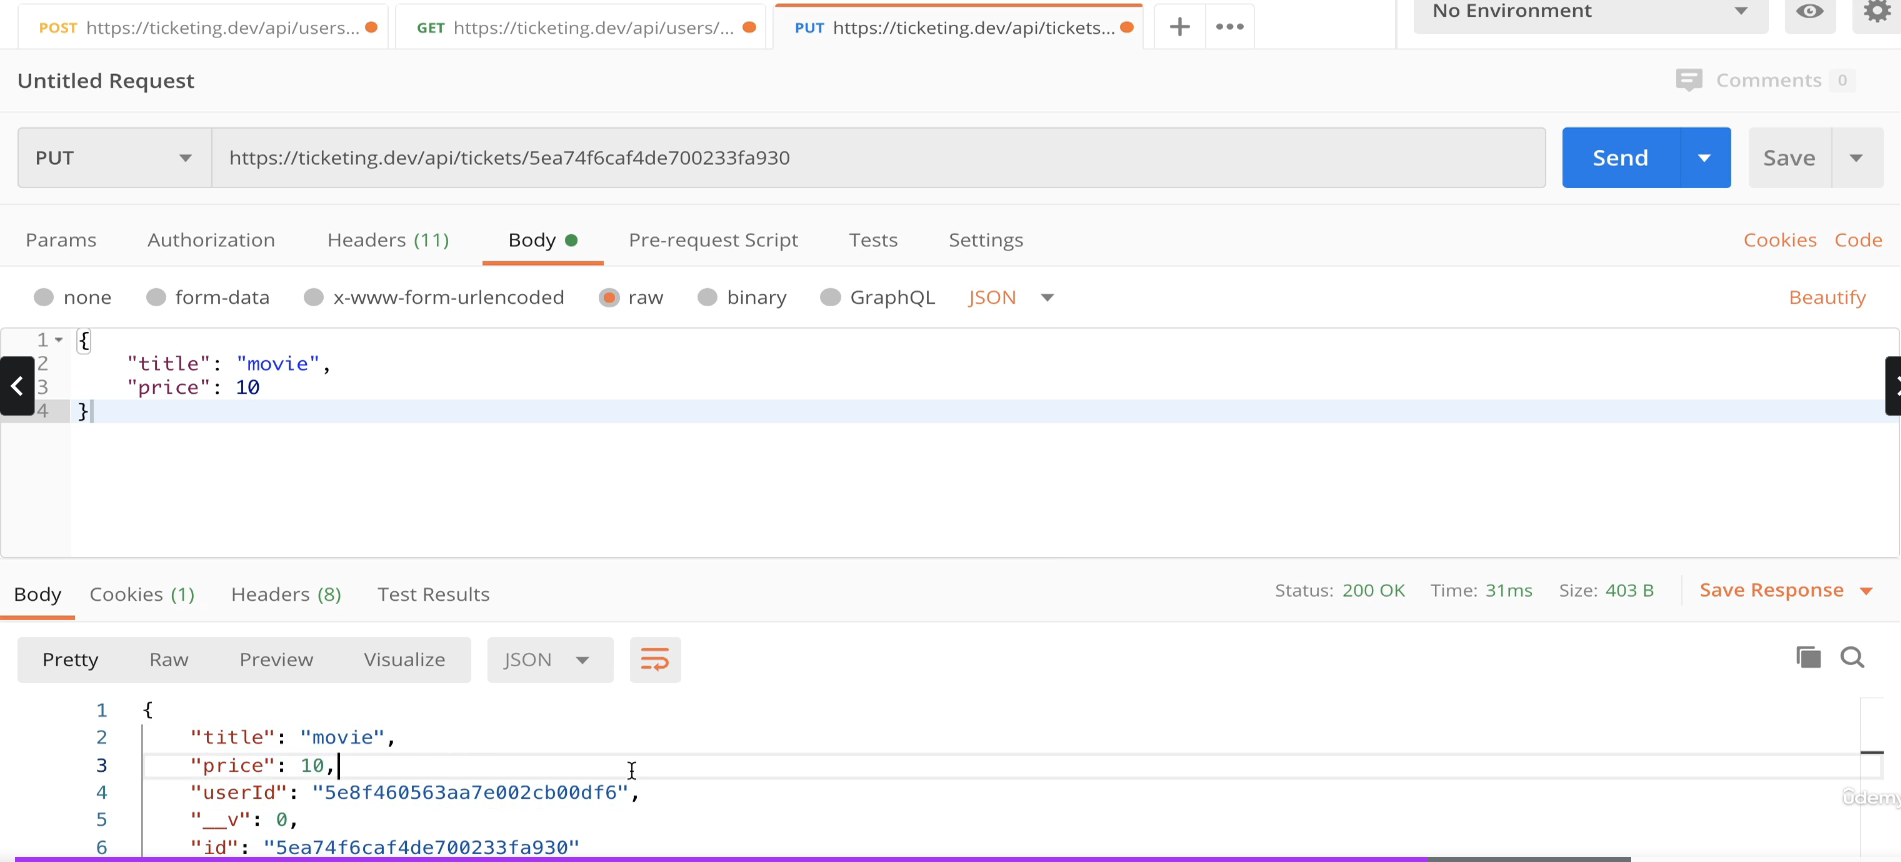 POST https://ticketing.dev/api/users...
GET https://ticketing.dev/api/users/...
PUT https://ticketing.dev/api/tickets...
No Environment
Untitled Request
Comments 0
PUT
https://ticketing.dev/api/tickets/5ea74f6caf4de700233fa930
Send
Save
Params Authorization Headers (11) Body Pre-request Script Tests Settings Cookies Code
none form-data x-www-form-urlencoded raw binary GraphQL JSON Beautify
1 {
2 "title": "movie",
3 "price": 10
4 }
Body Cookies (1) Headers (8) Test Results Status: 200 OK Time: 31ms Size: 403 B Save Response
Pretty Raw Preview Visualize JSON
1 {
2 "title": "movie",
3 "price": 10,
4 "userId": "5e8f460563aa7e002cb00df6",
5 "__v": 0,
6 "id": "5ea74f6caf4de700233fa930"
ûdemy